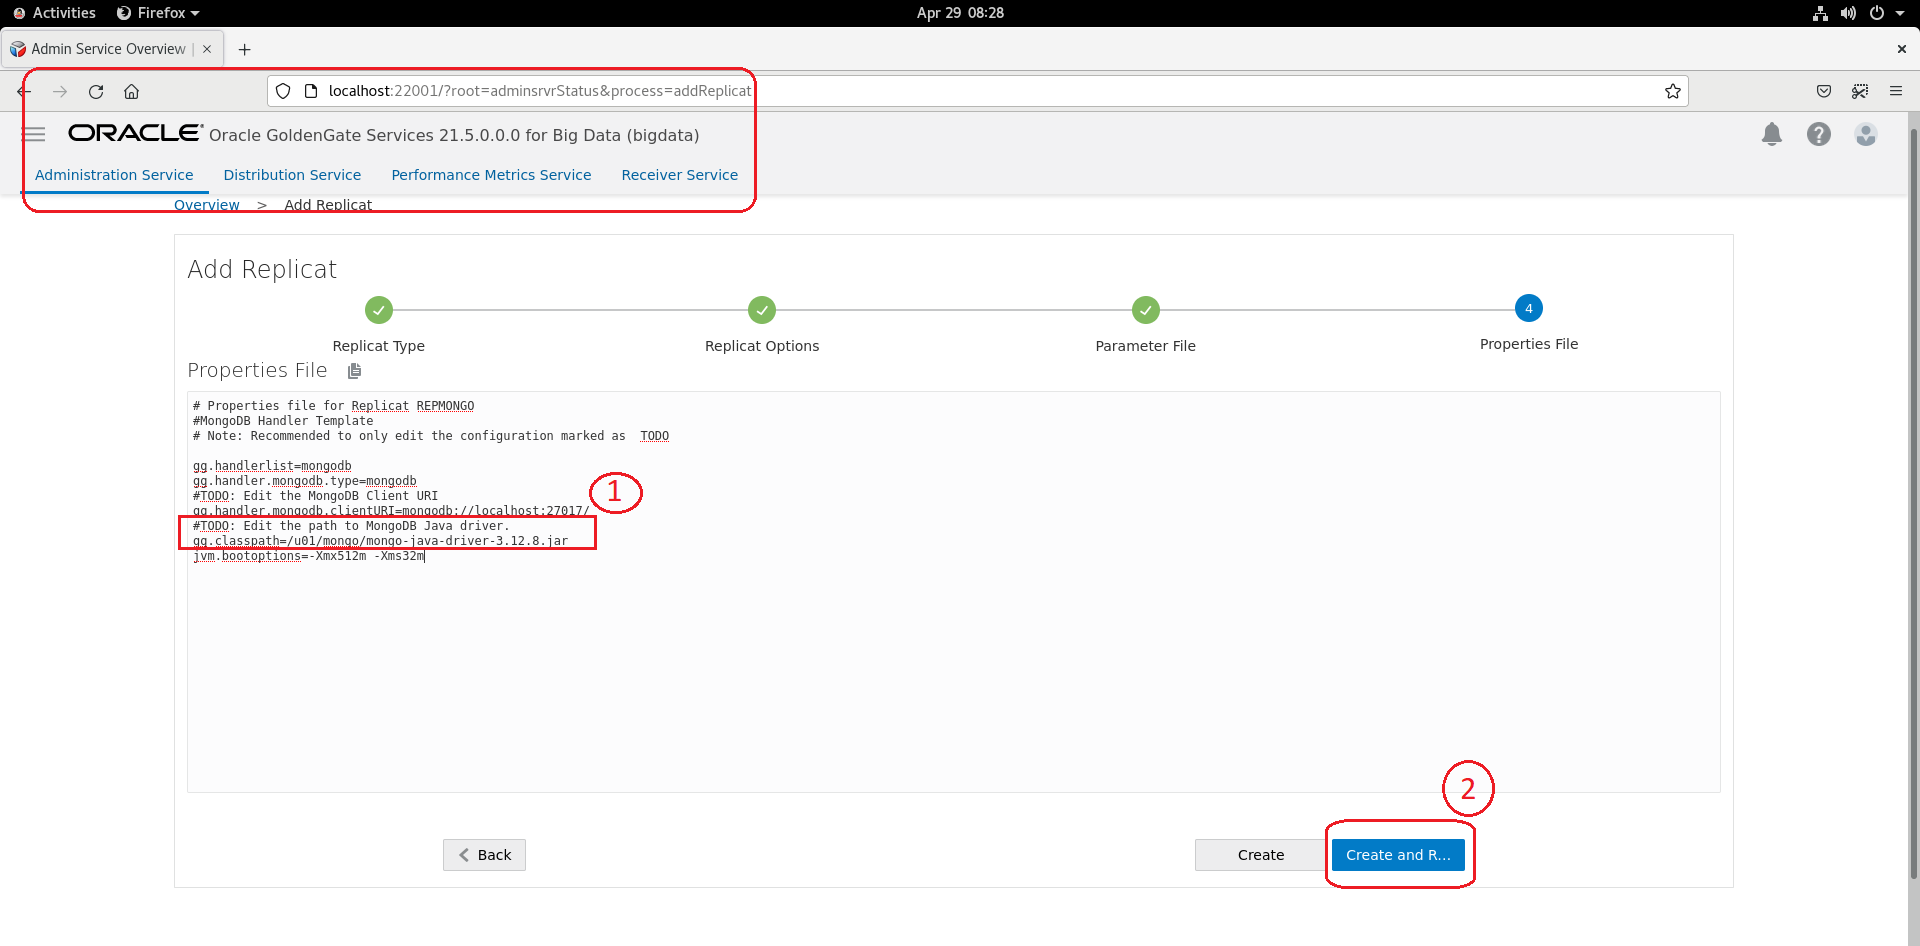 Activities Firefox Apr 29 08:28
Admin Service Overview |
localhost:22001/?root=adminsrvrStatus&process=addReplicat
ORACLE Oracle GoldenGate Services 21.5.0.0.0 for Big Data (bigdata)
Administration Service Distribution Service Performance Metrics Service Receiver Service
Overview > Add Replicat
Add Replicat
4
Replicat Type Replicat Options Parameter File Properties File
Properties File
# Properties file for Replicat REPMONGO
#MongoDB Handler Template
# Note: Recommended to only edit the configuration marked as  TODO
gg.handlerlist=mongodb
gg.handler.mongodb.type=mongodb
#TODO: Edit the MongoDB Client URI
1
gg.handler.mongodb.clientURI=mongodb://localhost:27017/
#TODO: Edit the path to MongoDB Java driver.
gg.classpath=/u01/mongo/mongo-java-driver-3.12.8.jar
jvm.bootoptions=-Xmx512m -Xms32m
2
Back Create Create and R...